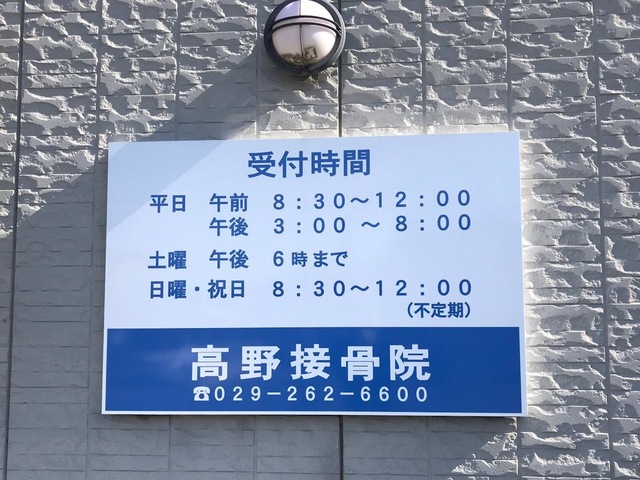 受付時間
平日 午前 8:30～12:00
午後 3:00 ～ 8:00
土曜 午後 6時まで
日曜・祝日 8:30～12:00
(不定期)
高野接骨院
☎029-262-6600